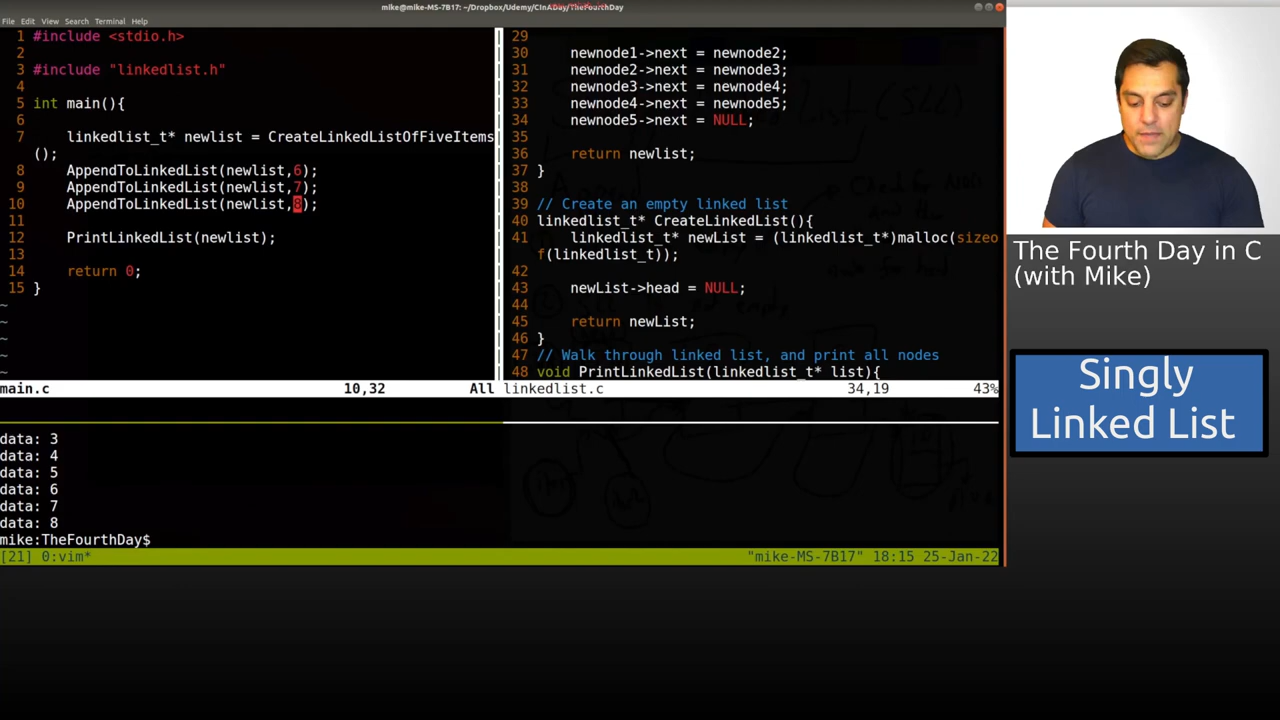 mike@mike-MS-7B17: ~/Dropbox/Udemy/CInADay/TheFourthDay
File Edit View Search Terminal Help
1 #include <stdio.h>
2
3 #include "linkedlist.h"
4
5 int main(){
6
7     linkedlist_t* newlist = CreateLinkedListOfFiveItems
();
8     AppendToLinkedList(newlist,6);
9     AppendToLinkedList(newlist,7);
10     AppendToLinkedList(newlist,8);
11
12     PrintLinkedList(newlist);
13
14     return 0;
15 }
~
~
~
~
~
main.c 10,32 All
29
30     newnode1->next = newnode2;
31     newnode2->next = newnode3;
32     newnode3->next = newnode4;
33     newnode4->next = newnode5;
34     newnode5->next = NULL;
35
36     return newlist;
37 }
38
39 // Create an empty linked list
40 linkedlist_t* CreateLinkedList(){
41     linkedlist_t* newList = (linkedlist_t*)malloc(sizeo
f(linkedlist_t));
42
43     newList->head = NULL;
44
45     return newList;
46 }
47 // Walk through linked list, and print all nodes
48 void PrintLinkedList(linkedlist_t* list){
linkedlist.c 34,19 43%
data: 3
data: 4
data: 5
data: 6
data: 7
data: 8
mike:TheFourthDay$
[21] 0:vim* "mike-MS-7B17" 18:15 25-Jan-22
The Fourth Day in C
(with Mike)
Singly
Linked List